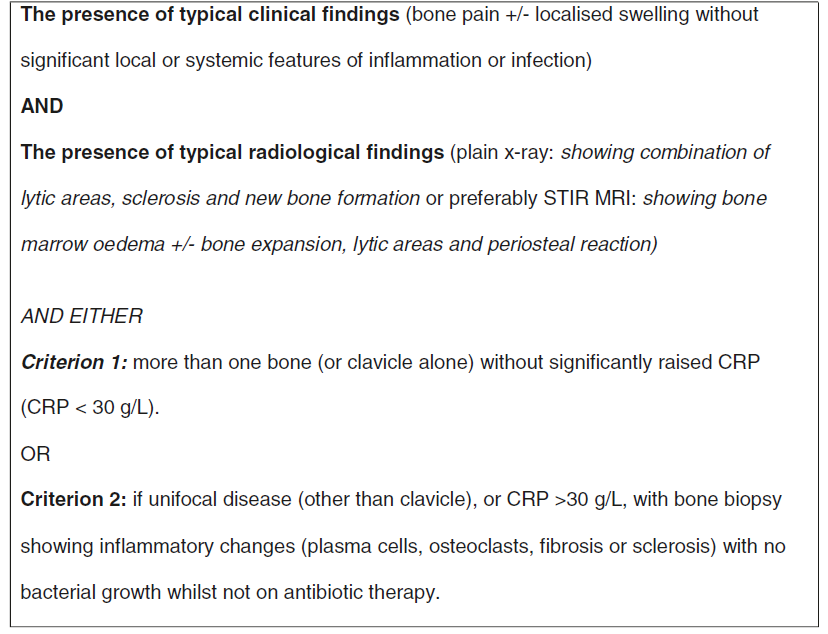 The presence of typical clinical findings (bone pain +/- localised swelling without
significant local or systemic features of inflammation or infection)
AND
The presence of typical radiological findings (plain x-ray: showing combination of
lytic areas, sclerosis and new bone formation or preferably STIR MRI: showing bone
marrow oedema +/- bone expansion, lytic areas and periosteal reaction)
AND EITHER
Criterion 1: more than one bone (or clavicle alone) without significantly raised CRP
(CRP < 30 g/L).
OR
Criterion 2: if unifocal disease (other than clavicle), or CRP >30 g/L, with bone biopsy
showing inflammatory changes (plasma cells, osteoclasts, fibrosis or sclerosis) with no
bacterial growth whilst not on antibiotic therapy.